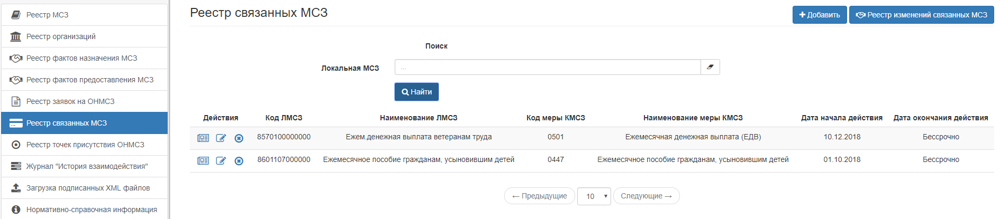 Реестр МСЗ
Реестр организаций
Реестр фактов назначения МСЗ
Реестр фактов предоставления МСЗ
Реестр заявок на ОНМСЗ
Реестр связанных МСЗ
Реестр точек присутствия ОНМСЗ
Журнал "История взаимодействия"
Загрузка подписанных XML файлов
Нормативно-справочная информация
Реестр связанных МСЗ
Добавить
Реестр изменений связанных МСЗ
Поиск
Локальная МСЗ ...
Найти
Действия Код ЛМСЗ Наименование ЛМСЗ Код меры КМСЗ Наименование меры КМСЗ Дата начала действия Дата окончания действия
8570100000000 Ежем.денежная выплата ветеранам труда 0501 Ежемесячная денежная выплата (ЕДВ) 10.12.2018 Бессрочно
8601107000000 Ежемесячное пособие гражданам, усыновившим детей 0447 Ежемесячное пособие гражданам, усыновившим детей 01.10.2018 Бессрочно
← Предыдущие 10 Следующие →